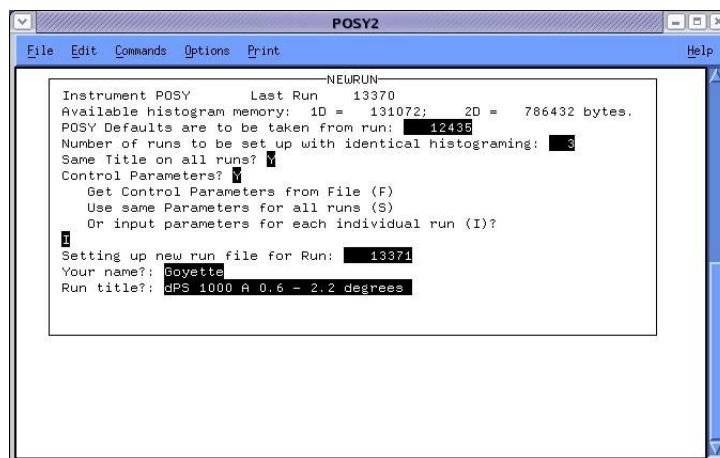 POSY2
File Edit Commands Options Print Help
NEWRUN
Instrument POSY Last Run 13370
Available histogram memory: 1D = 131072; 2D = 786432 bytes.
POSY Defaults are to be taken from run: 12435
Number of runs to be set up with identical histograming: 3
Same Title on all runs? Y
Control Parameters? Y
Get Control Parameters from File (F)
Use same Parameters for all runs (S)
Or input parameters for each individual run (I)?
I
Setting up new run file for Run: 13371
Your name?: Goyette
Run title?: dPS 1000 A 0.6 - 2.2 degrees